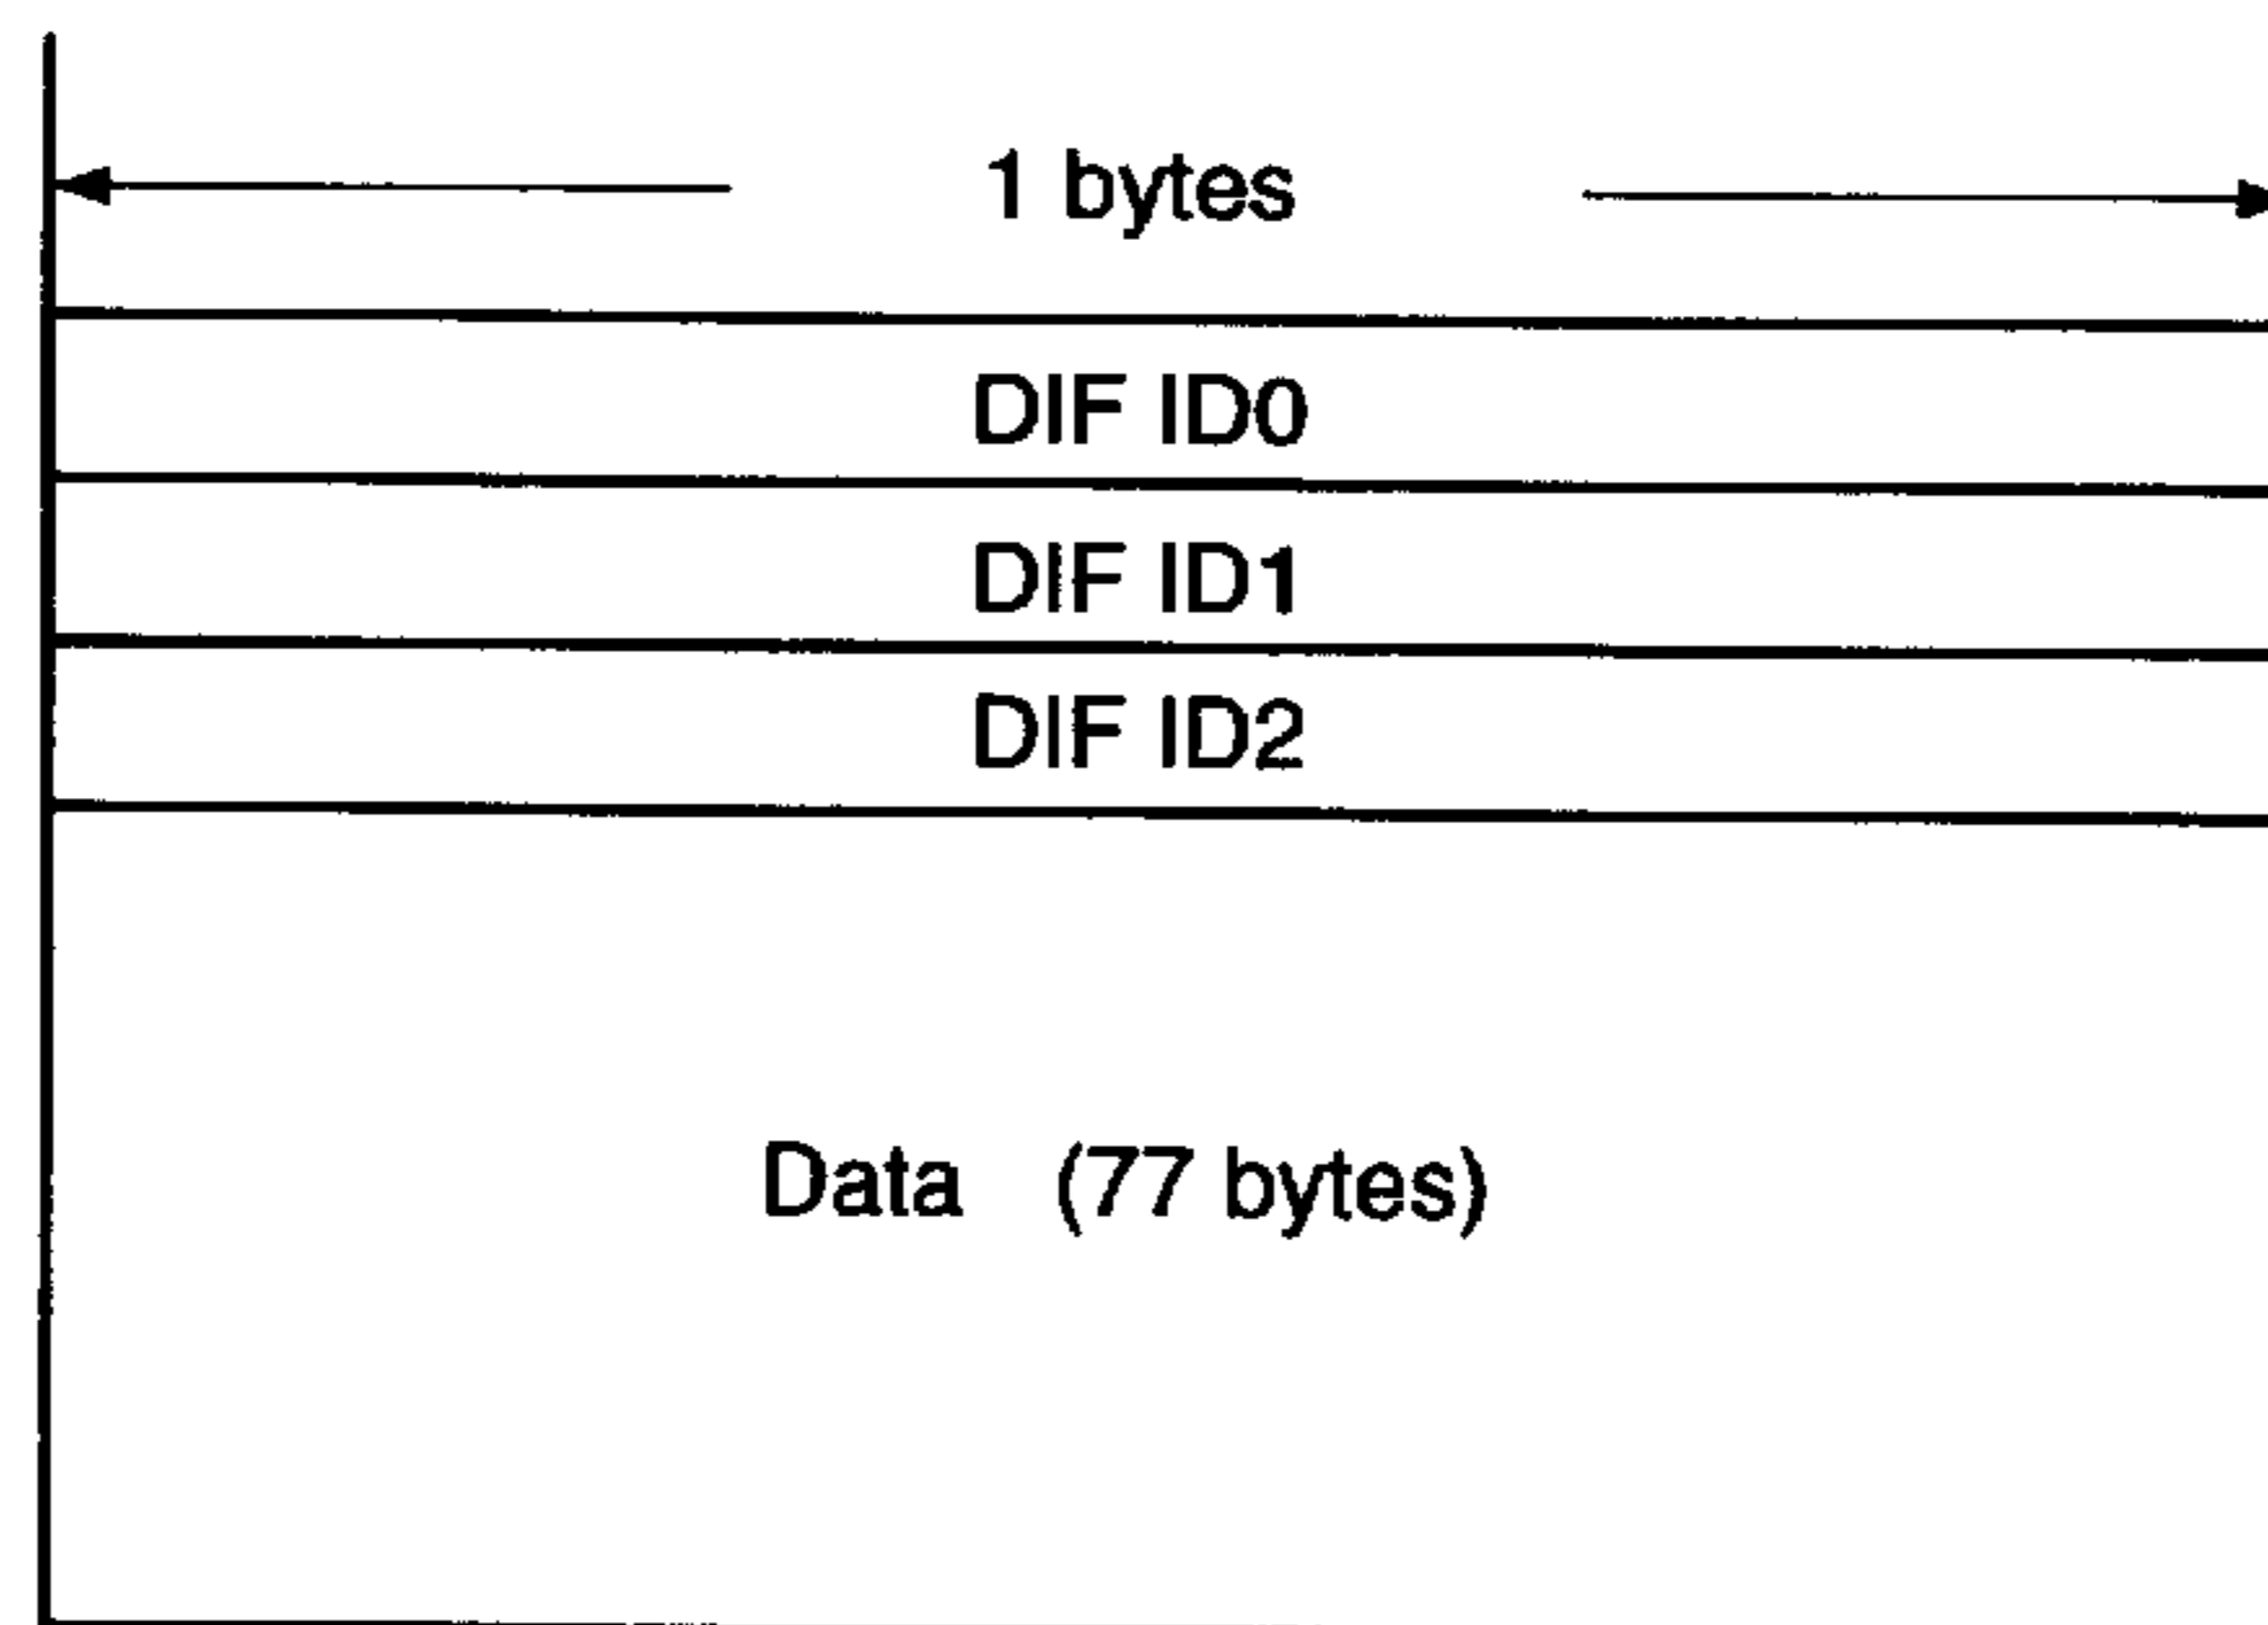 1 bytes
DIF ID0
DIF ID1
DIF ID2
Data (77 bytes)